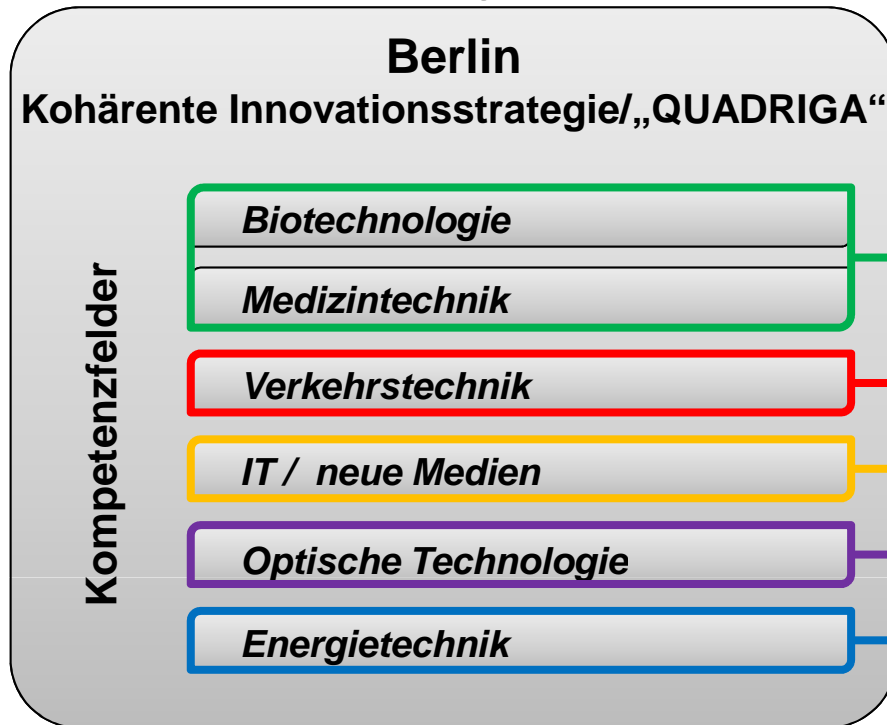 Berlin
Kohärente Innovationsstrategie/„QUADRIGA“
Kompetenzfelder
Biotechnologie
Medizintechnik
Verkehrstechnik
IT / neue Medien
Optische Technologie
Energietechnik